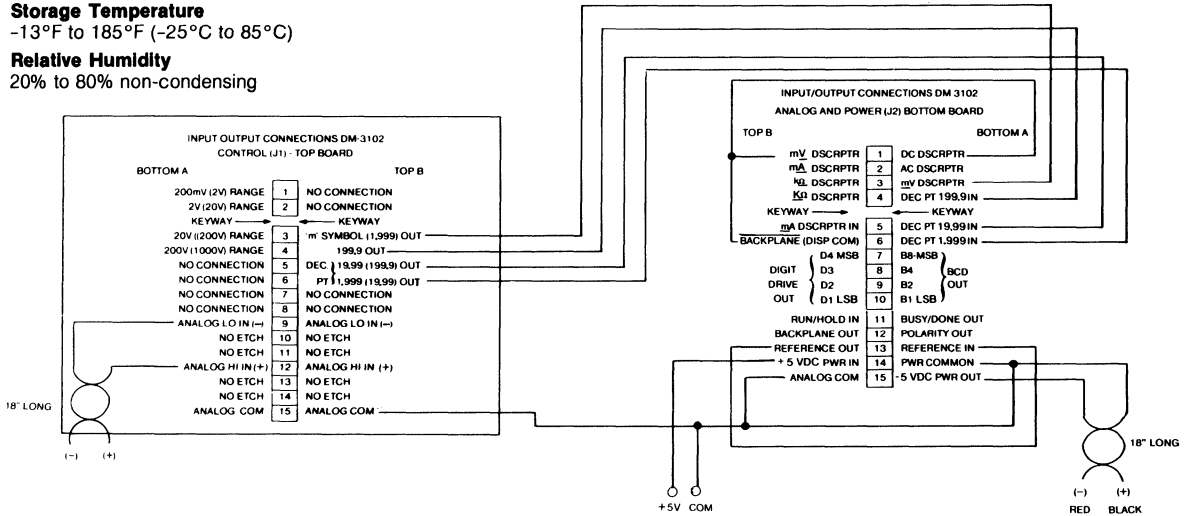 Storage Temperature
-13°F to 185°F (-25°C to 85°C)
Relative Humidity
20% to 80% non-condensing
INPUT OUTPUT CONNECTIONS DM-3102
CONTROL (J1) - TOP BOARD
BOTTOM A TOP B
200mV (2V) RANGE 1 NO CONNECTION
2V (20V) RANGE 2 NO CONNECTION
KEYWAY KEYWAY
20V ((200V) RANGE 3 'm' SYMBOL (1,999) OUT
200V (1000V) RANGE 4 199,9 OUT
NO CONNECTION 5 DEC. 19,99 (199,9) OUT
NO CONNECTION 6 PT 1,999 (19,99) OUT
NO CONNECTION 7 NO CONNECTION
NO CONNECTION 8 NO CONNECTION
ANALOG LO IN (-) 9 ANALOG LO IN (-)
NO ETCH 10 NO ETCH
NO ETCH 11 NO ETCH
ANALOG HI IN (+) 12 ANALOG HI IN (+)
NO ETCH 13 NO ETCH
NO ETCH 14 NO ETCH
ANALOG COM 15 ANALOG COM
18" LONG
(-) (+)
INPUT/OUTPUT CONNECTIONS DM 3102
ANALOG AND POWER (J2) BOTTOM BOARD
TOP B BOTTOM A
mV DSCRPTR 1 DC DSCRPTR
mA DSCRPTR 2 AC DSCRPTR
kΩ DSCRPTR 3 mV DSCRPTR
KΩ DSCRPTR 4 DEC PT 199,9 IN
KEYWAY KEYWAY
mA DSCRPTR IN 5 DEC PT 19,99 IN
BACKPLANE (DISP COM) 6 DEC PT 1,999 IN
D4 MSB 7 B8-MSB
DIGIT D3 8 B4 BCD
DRIVE D2 9 B2 OUT
OUT D1 LSB 10 B1 LSB
RUN/HOLD IN 11 BUSY/DONE OUT
BACKPLANE OUT 12 POLARITY OUT
REFERENCE OUT 13 REFERENCE IN
+ 5 VDC PWR IN 14 PWR COMMON
ANALOG COM 15 -5 VDC PWR OUT
+5V COM
18" LONG
(-) (+)
RED BLACK